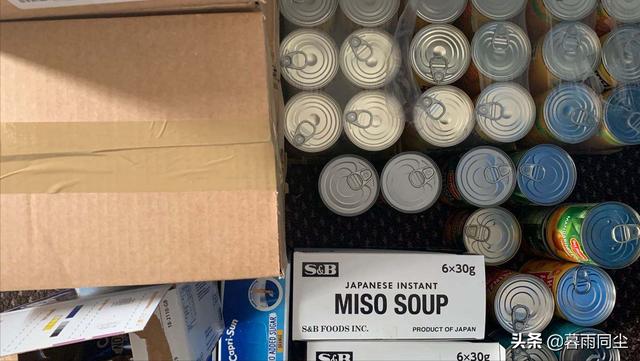 S&B
6×30g
JAPANESE INSTANT
MISO SOUP
S&B FOODS INC.
PRODUCT OF JAPAN
S&B
6×30g
Capri-Sun
头条 @暮雨同尘